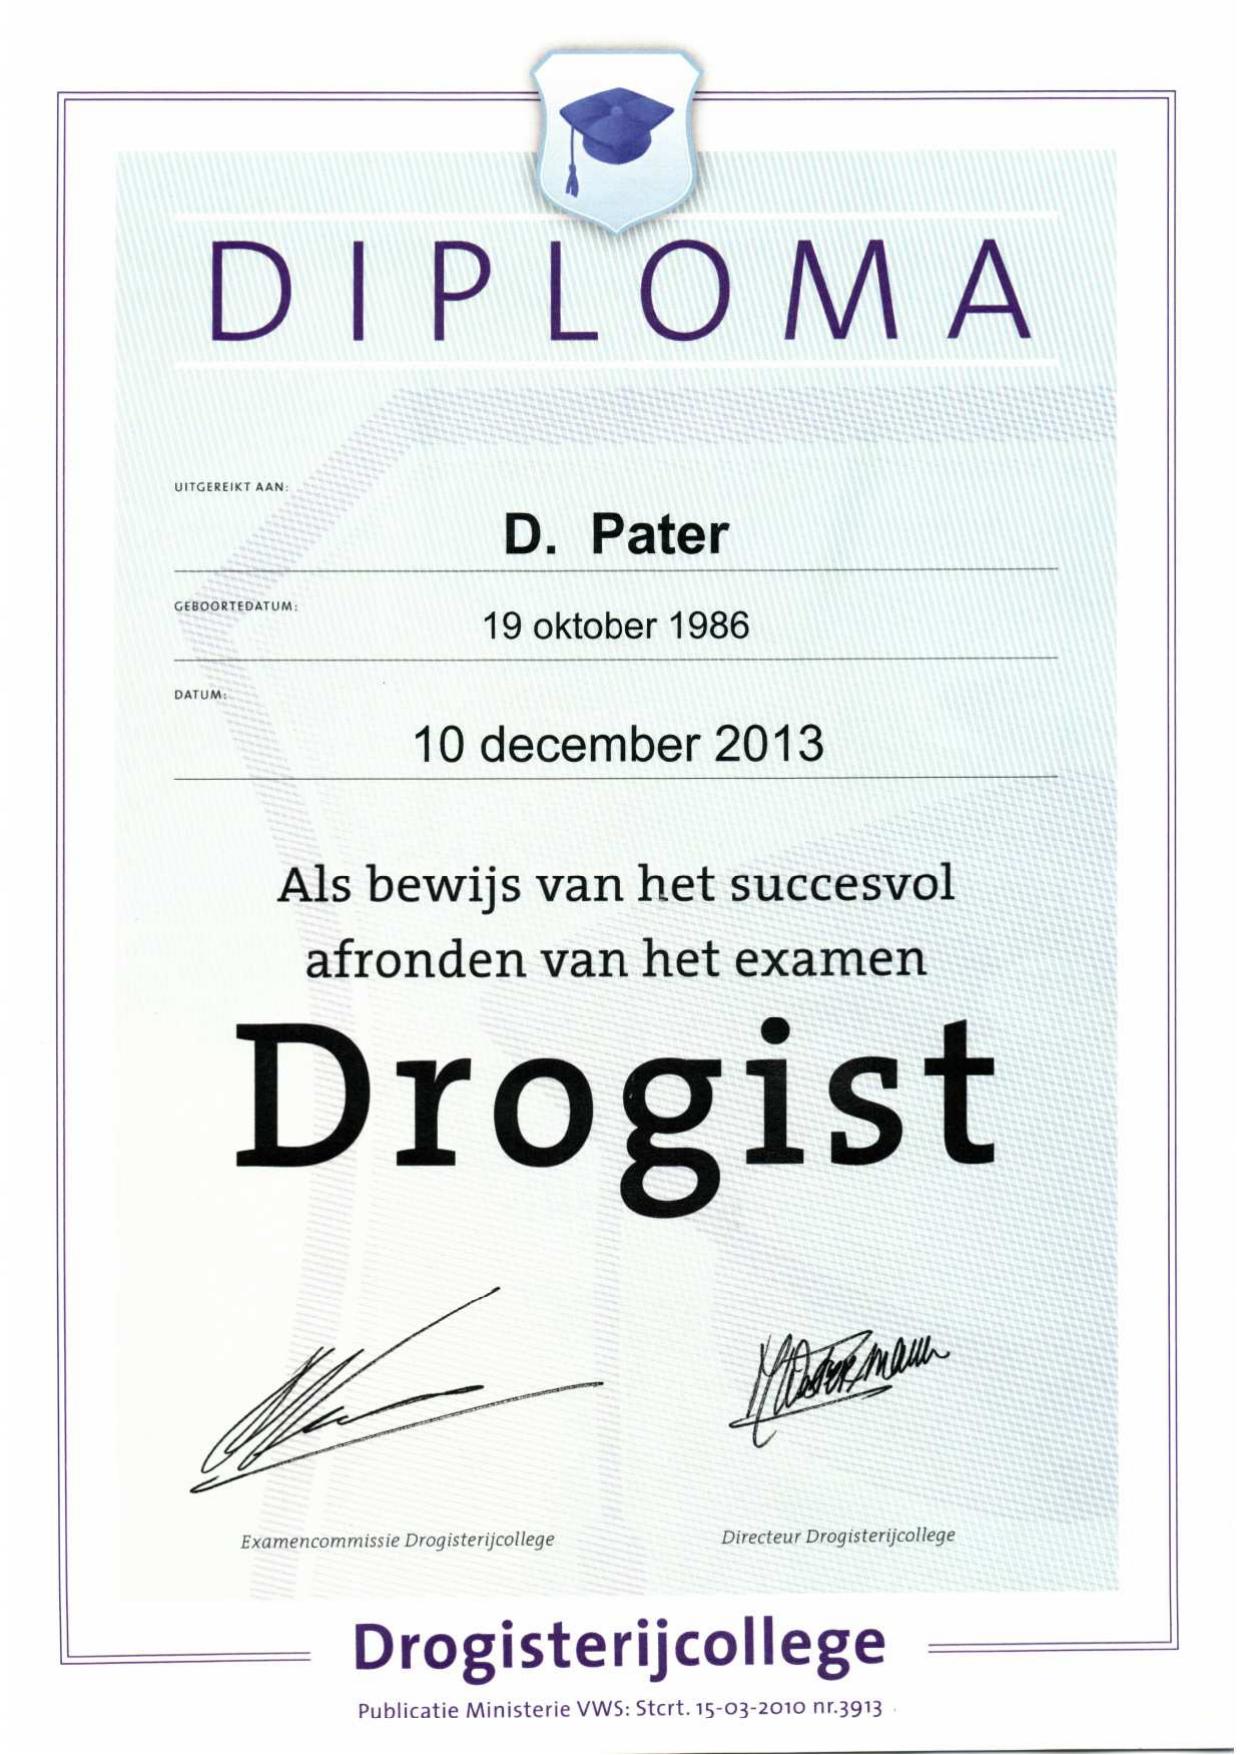 DIPLOMA
UITGEREIKT AAN:
D. Pater
GEBOORTEDATUM:
19 oktober 1986
DATUM:
10 december 2013
Als bewijs van het succesvol
afronden van het examen
Drogist
Examencommissie Drogisterijcollege
Directeur Drogisterijcollege
Drogisterijcollege
Publicatie Ministerie VWS: Stcrt. 15-03-2010 nr.3913